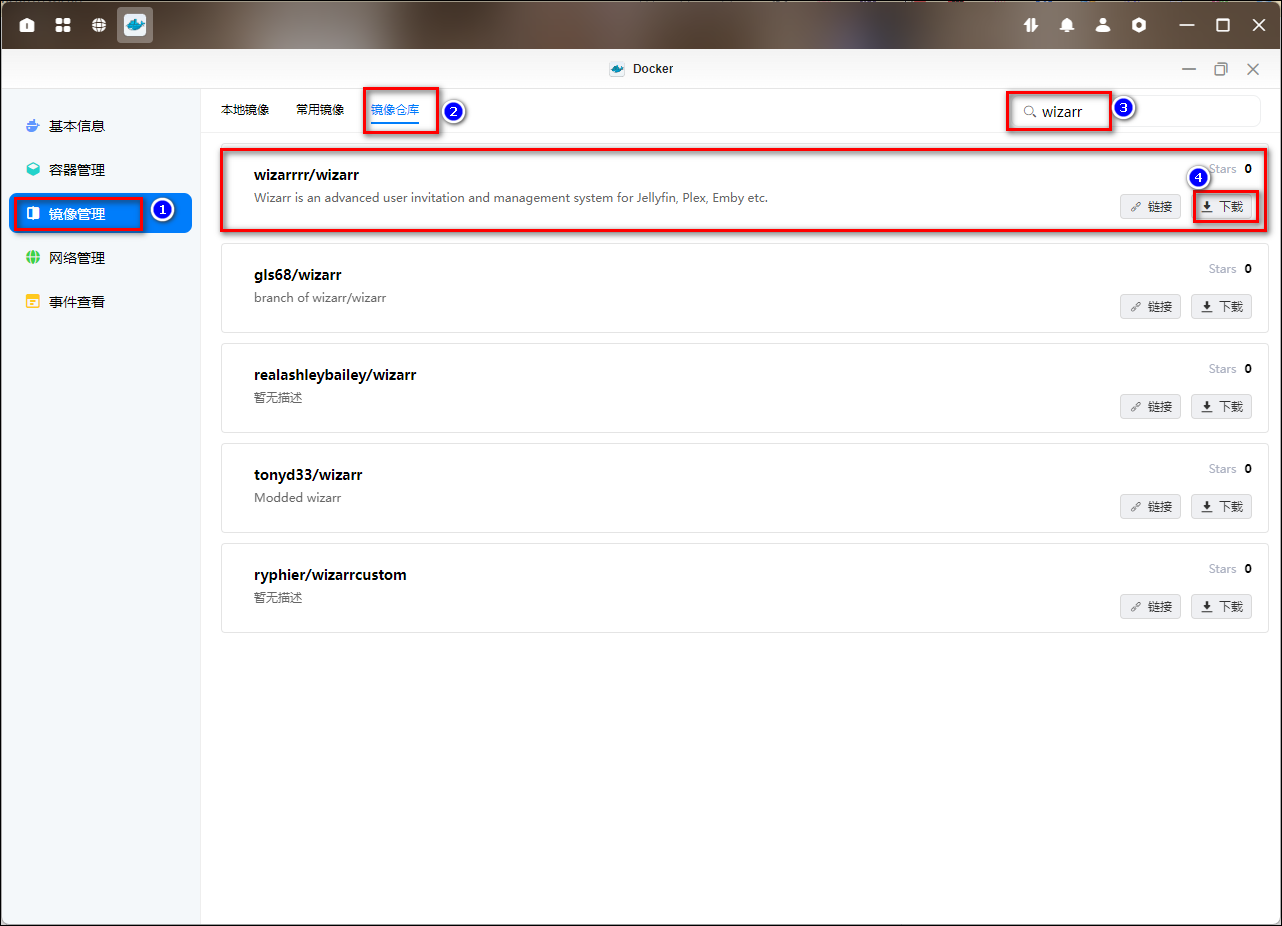 Docker
基本信息
容器管理
镜像管理
1
网络管理
事件查看
本地镜像 常用镜像 镜像仓库 2
wizarr 3
wizarrrr/wizarr
Wizarr is an advanced user invitation and management system for Jellyfin, Plex, Emby etc.
4 Stars 0
链接 下载
gls68/wizarr
branch of wizarr/wizarr
Stars 0
链接 下载
realashleybailey/wizarr
暂无描述
Stars 0
链接 下载
tonyd33/wizarr
Modded wizarr
Stars 0
链接 下载
ryphier/wizarrcustom
暂无描述
Stars 0
链接 下载